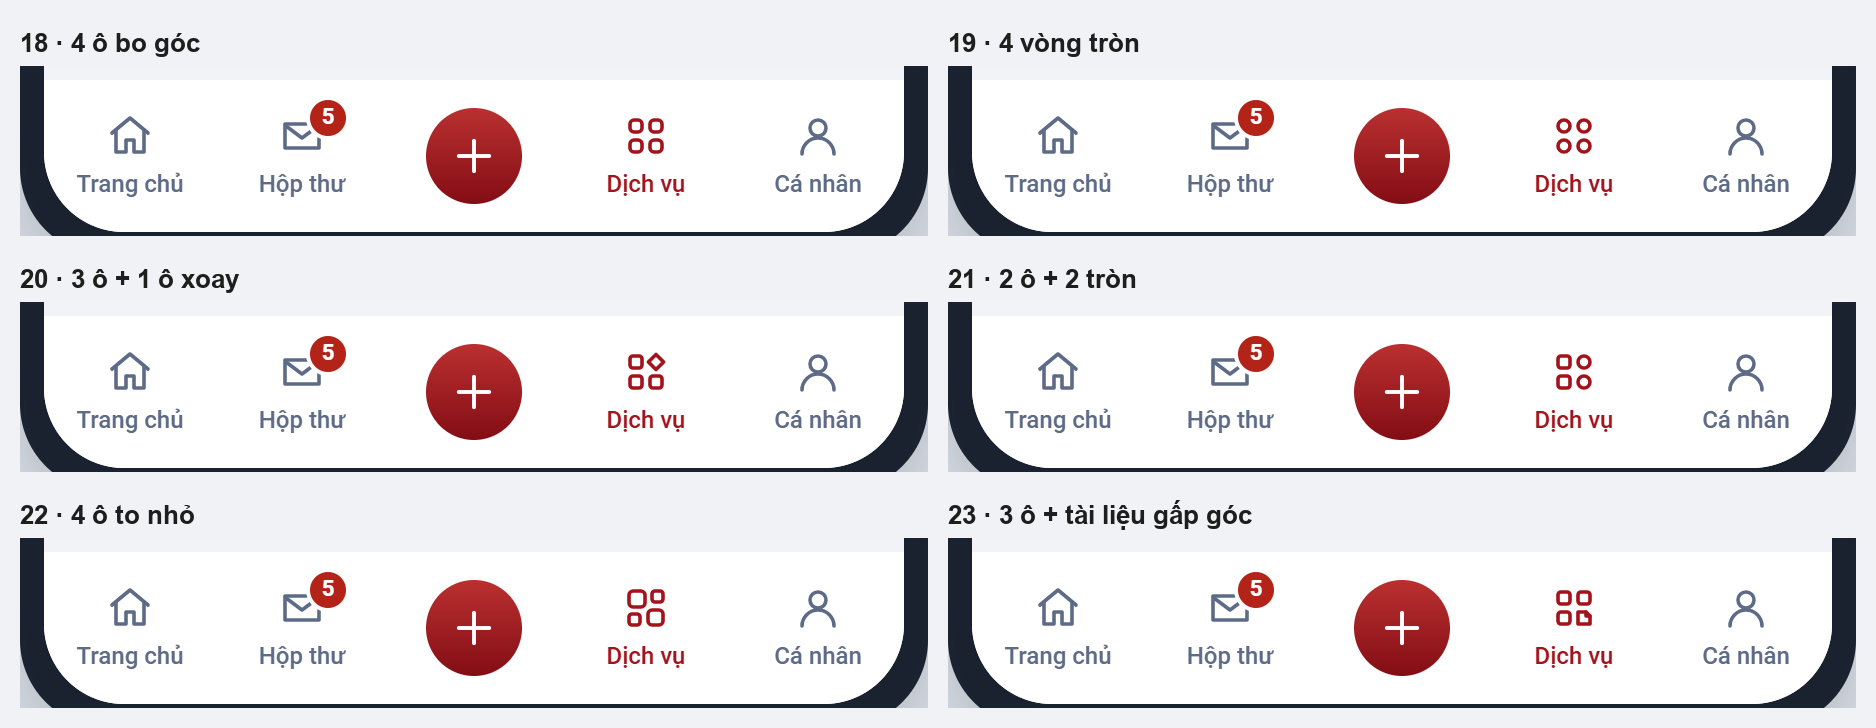 18 · 4 ô bo góc
5
Trang chủ
Hộp thư
Dịch vụ
Cá nhân
19 · 4 vòng tròn
5
Trang chủ
Hộp thư
Dịch vụ
Cá nhân
20 · 3 ô + 1 ô xoay
5
Trang chủ
Hộp thư
Dịch vụ
Cá nhân
21 · 2 ô + 2 tròn
5
Trang chủ
Hộp thư
Dịch vụ
Cá nhân
22 · 4 ô to nhỏ
5
Trang chủ
Hộp thư
Dịch vụ
Cá nhân
23 · 3 ô + tài liệu gấp góc
5
Trang chủ
Hộp thư
Dịch vụ
Cá nhân